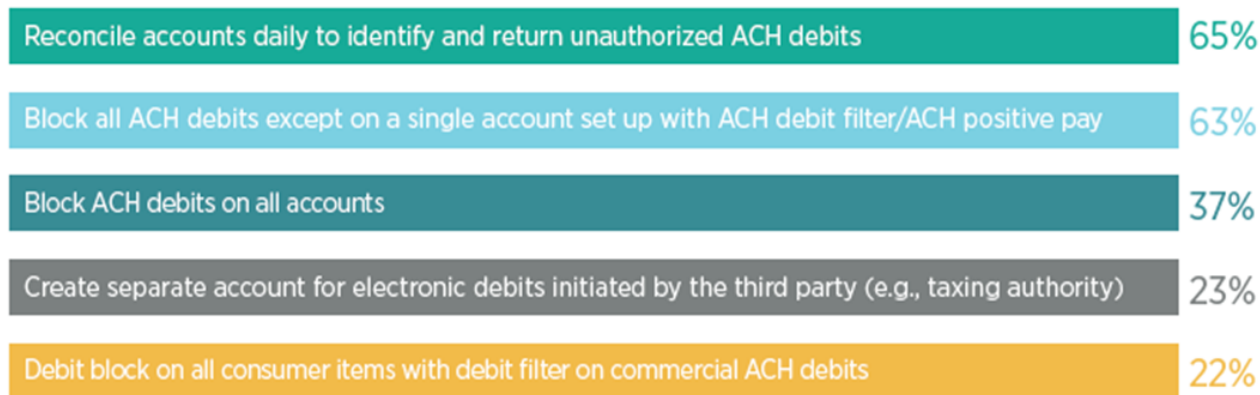 Reconcile accounts daily to identify and return unauthorized ACH debits 65%
Block all ACH debits except on a single account set up with ACH debit filter/ACH positive pay 63%
Block ACH debits on all accounts 37%
Create separate account for electronic debits initiated by the third party (e.g., taxing authority) 23%
Debit block on all consumer items with debit filter on commercial ACH debits 22%